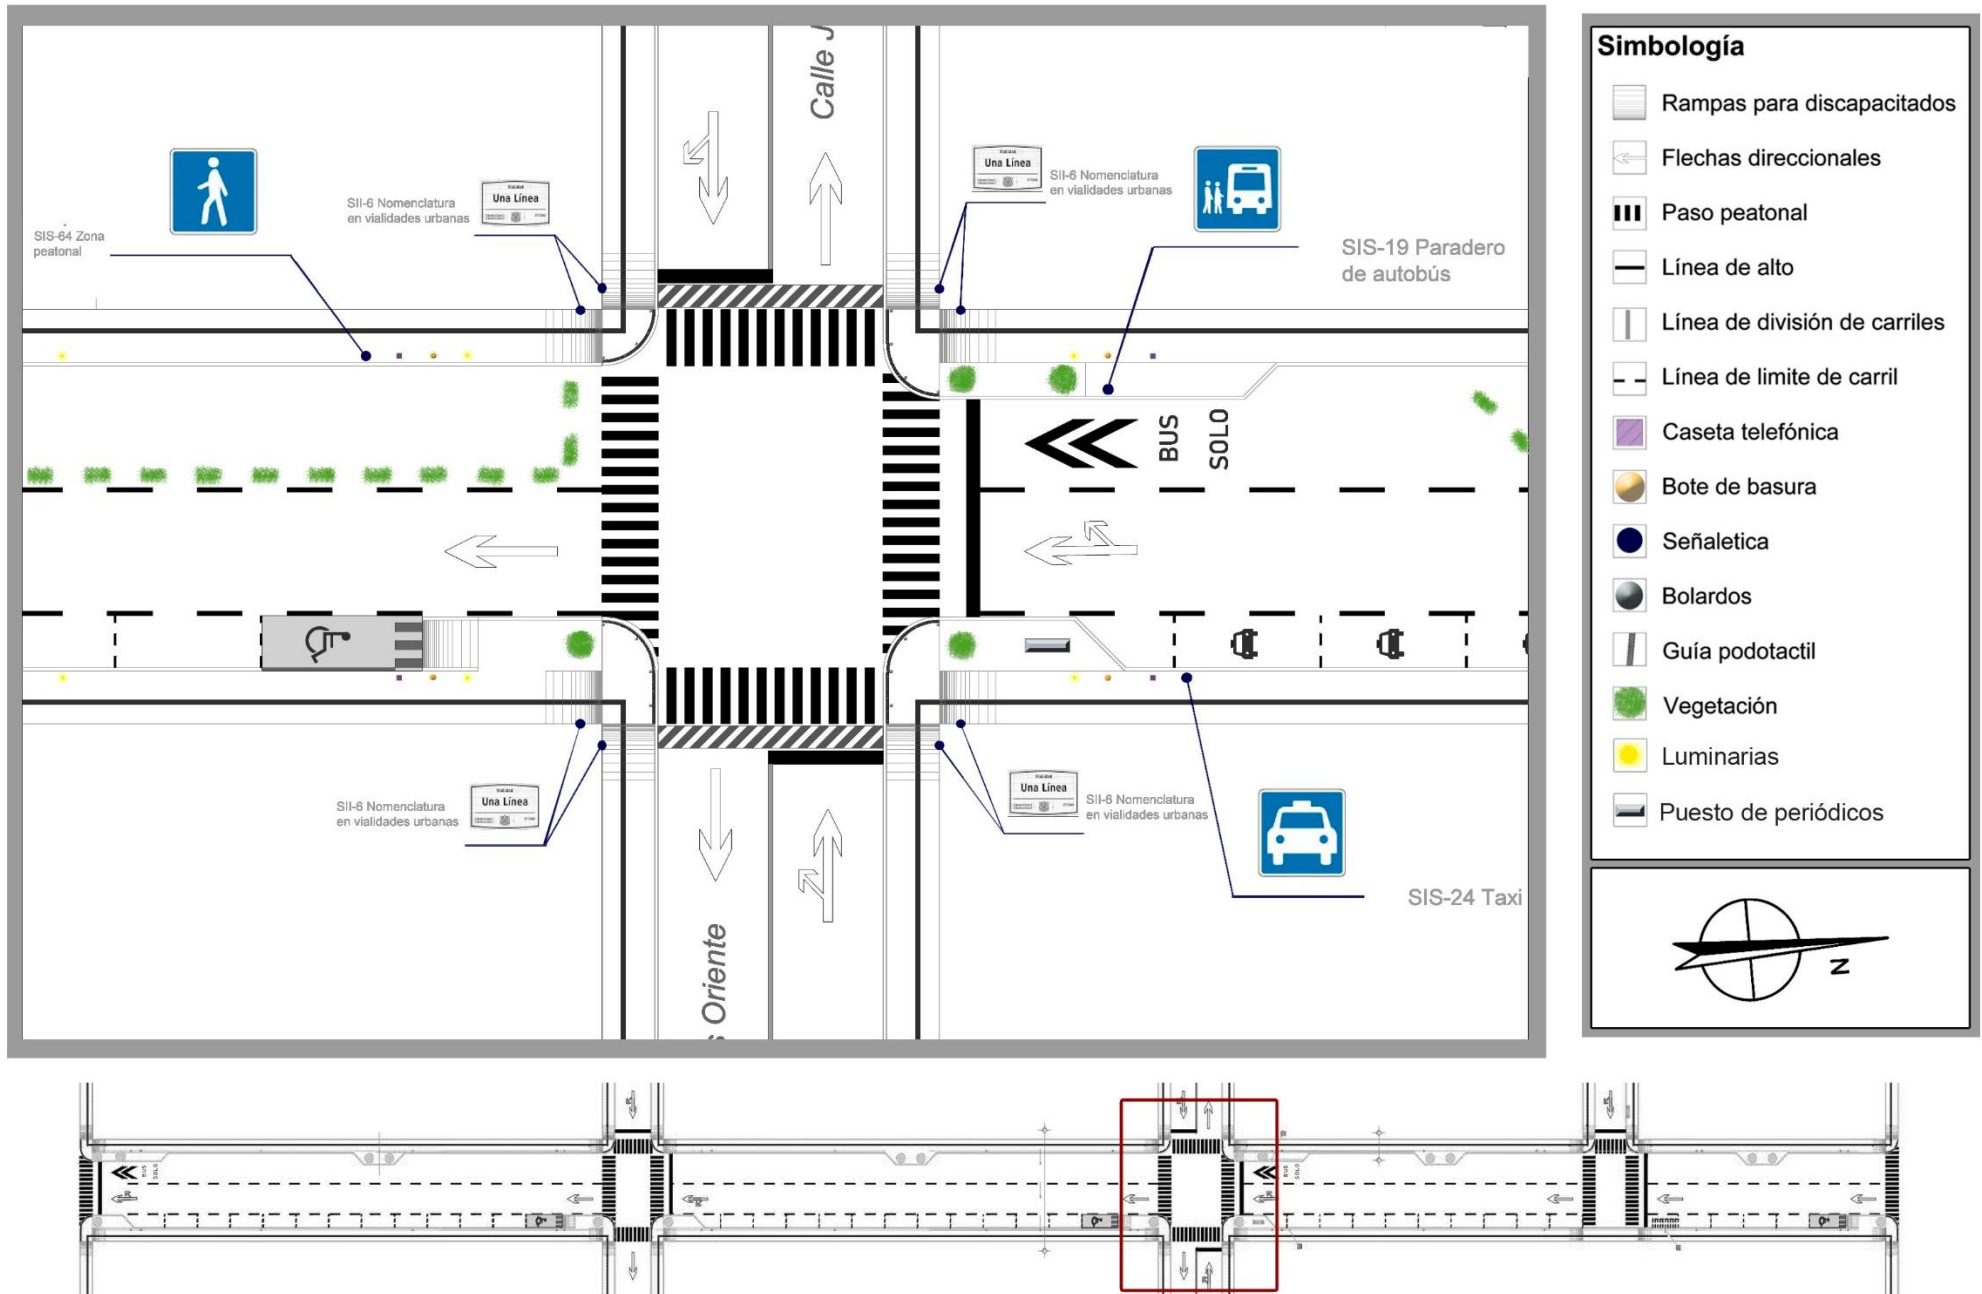 Calle J
SIS-64 Zona
peatonal
SII-6 Nomenclatura
en vialidades urbanas
Una Línea
Una Línea
SII-6 Nomenclatura
en vialidades urbanas
SIS-19 Paradero
de autobús
BUS
SOLO
SII-6 Nomenclatura
en vialidades urbanas
Una Línea
Una Línea
SII-6 Nomenclatura
en vialidades urbanas
SIS-24 Taxi
s Oriente
Simbología
Rampas para discapacitados
Flechas direccionales
Paso peatonal
Línea de alto
Línea de división de carriles
Línea de limite de carril
Caseta telefónica
Bote de basura
Señaletica
Bolardos
Guía podotactil
Vegetación
Luminarias
Puesto de periódicos
N
BUS
SOLO
BUS
SOLO